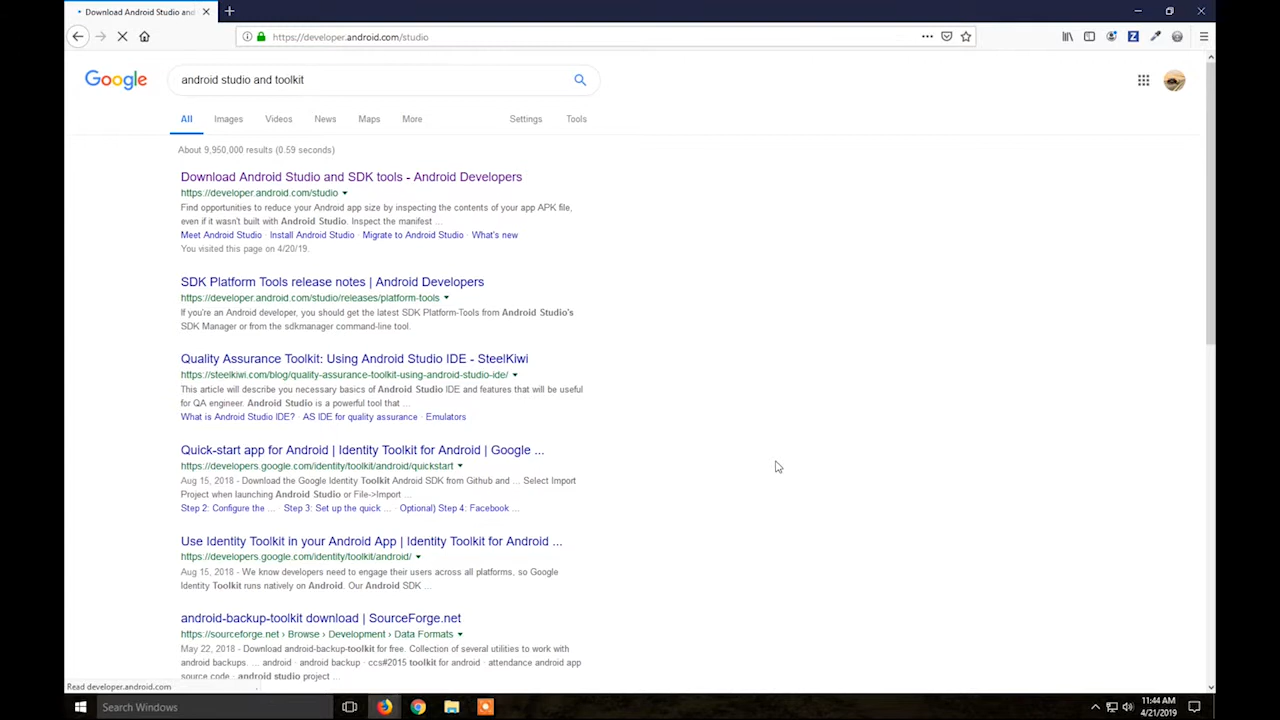 Download Android Studio and
https://developer.android.com/studio
Google
android studio and toolkit
All Images Videos News Maps More Settings Tools
About 9,950,000 results (0.59 seconds)
Download Android Studio and SDK tools - Android Developers
https://developer.android.com/studio
Find opportunities to reduce your Android app size by inspecting the contents of your app APK file,
even if it wasn't built with Android Studio. Inspect the manifest ...
Meet Android Studio · Install Android Studio · Migrate to Android Studio · What's new
You visited this page on 4/20/19.
SDK Platform Tools release notes | Android Developers
https://developer.android.com/studio/releases/platform-tools
If you're an Android developer, you should get the latest SDK Platform-Tools from Android Studio's
SDK Manager or from the sdkmanager command-line tool.
Quality Assurance Toolkit: Using Android Studio IDE - SteelKiwi
https://steelkiwi.com/blog/quality-assurance-toolkit-using-android-studio-ide/
This article will describe you necessary basics of Android Studio IDE and features that will be useful
for QA engineer. Android Studio is a powerful tool that ...
What is Android Studio IDE? · AS IDE for quality assurance · Emulators
Quick-start app for Android | Identity Toolkit for Android | Google ...
https://developers.google.com/identity/toolkit/android/quickstart
Aug 15, 2018 - Download the Google Identity Toolkit Android SDK from Github and ... Select Import
Project when launching Android Studio or File->Import ...
Step 2: Configure the ... · Step 3: Set up the quick ... · Optional) Step 4: Facebook ...
Use Identity Toolkit in your Android App | Identity Toolkit for Android ...
https://developers.google.com/identity/toolkit/android/
Aug 15, 2018 - We know developers need to engage their users across all platforms, so Google
Identity Toolkit runs natively on Android. Our Android SDK ...
android-backup-toolkit download | SourceForge.net
https://sourceforge.net › Browse › Development › Data Formats
May 22, 2018 - Download android-backup-toolkit for free. Collection of several utilities to work with
android backups. ... android · android backup · ccs#2015 toolkit for android · attendance android app
source code · android studio project ...
Read developer.android.com
Search Windows
11:44 AM
4/21/2019